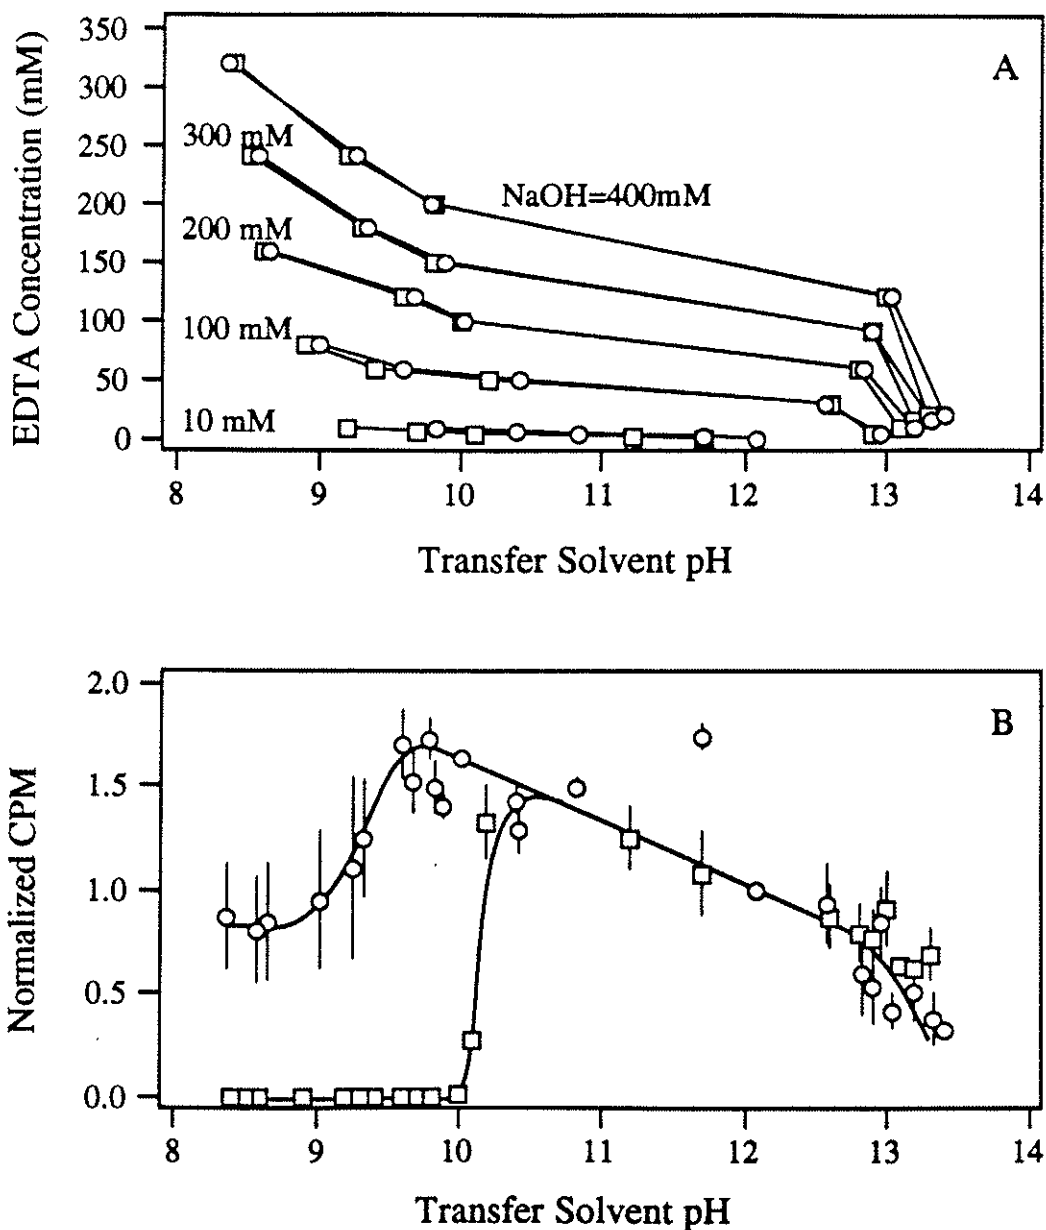 A
EDTA Concentration (mM)
350
300
250
200
150
100
50
0
300 mM
NaOH=400mM
200 mM
100 mM
10 mM
8 9 10 11 12 13 14
Transfer Solvent pH
B
Normalized CPM
2.0
1.5
1.0
0.5
0.0
8 9 10 11 12 13 14
Transfer Solvent pH